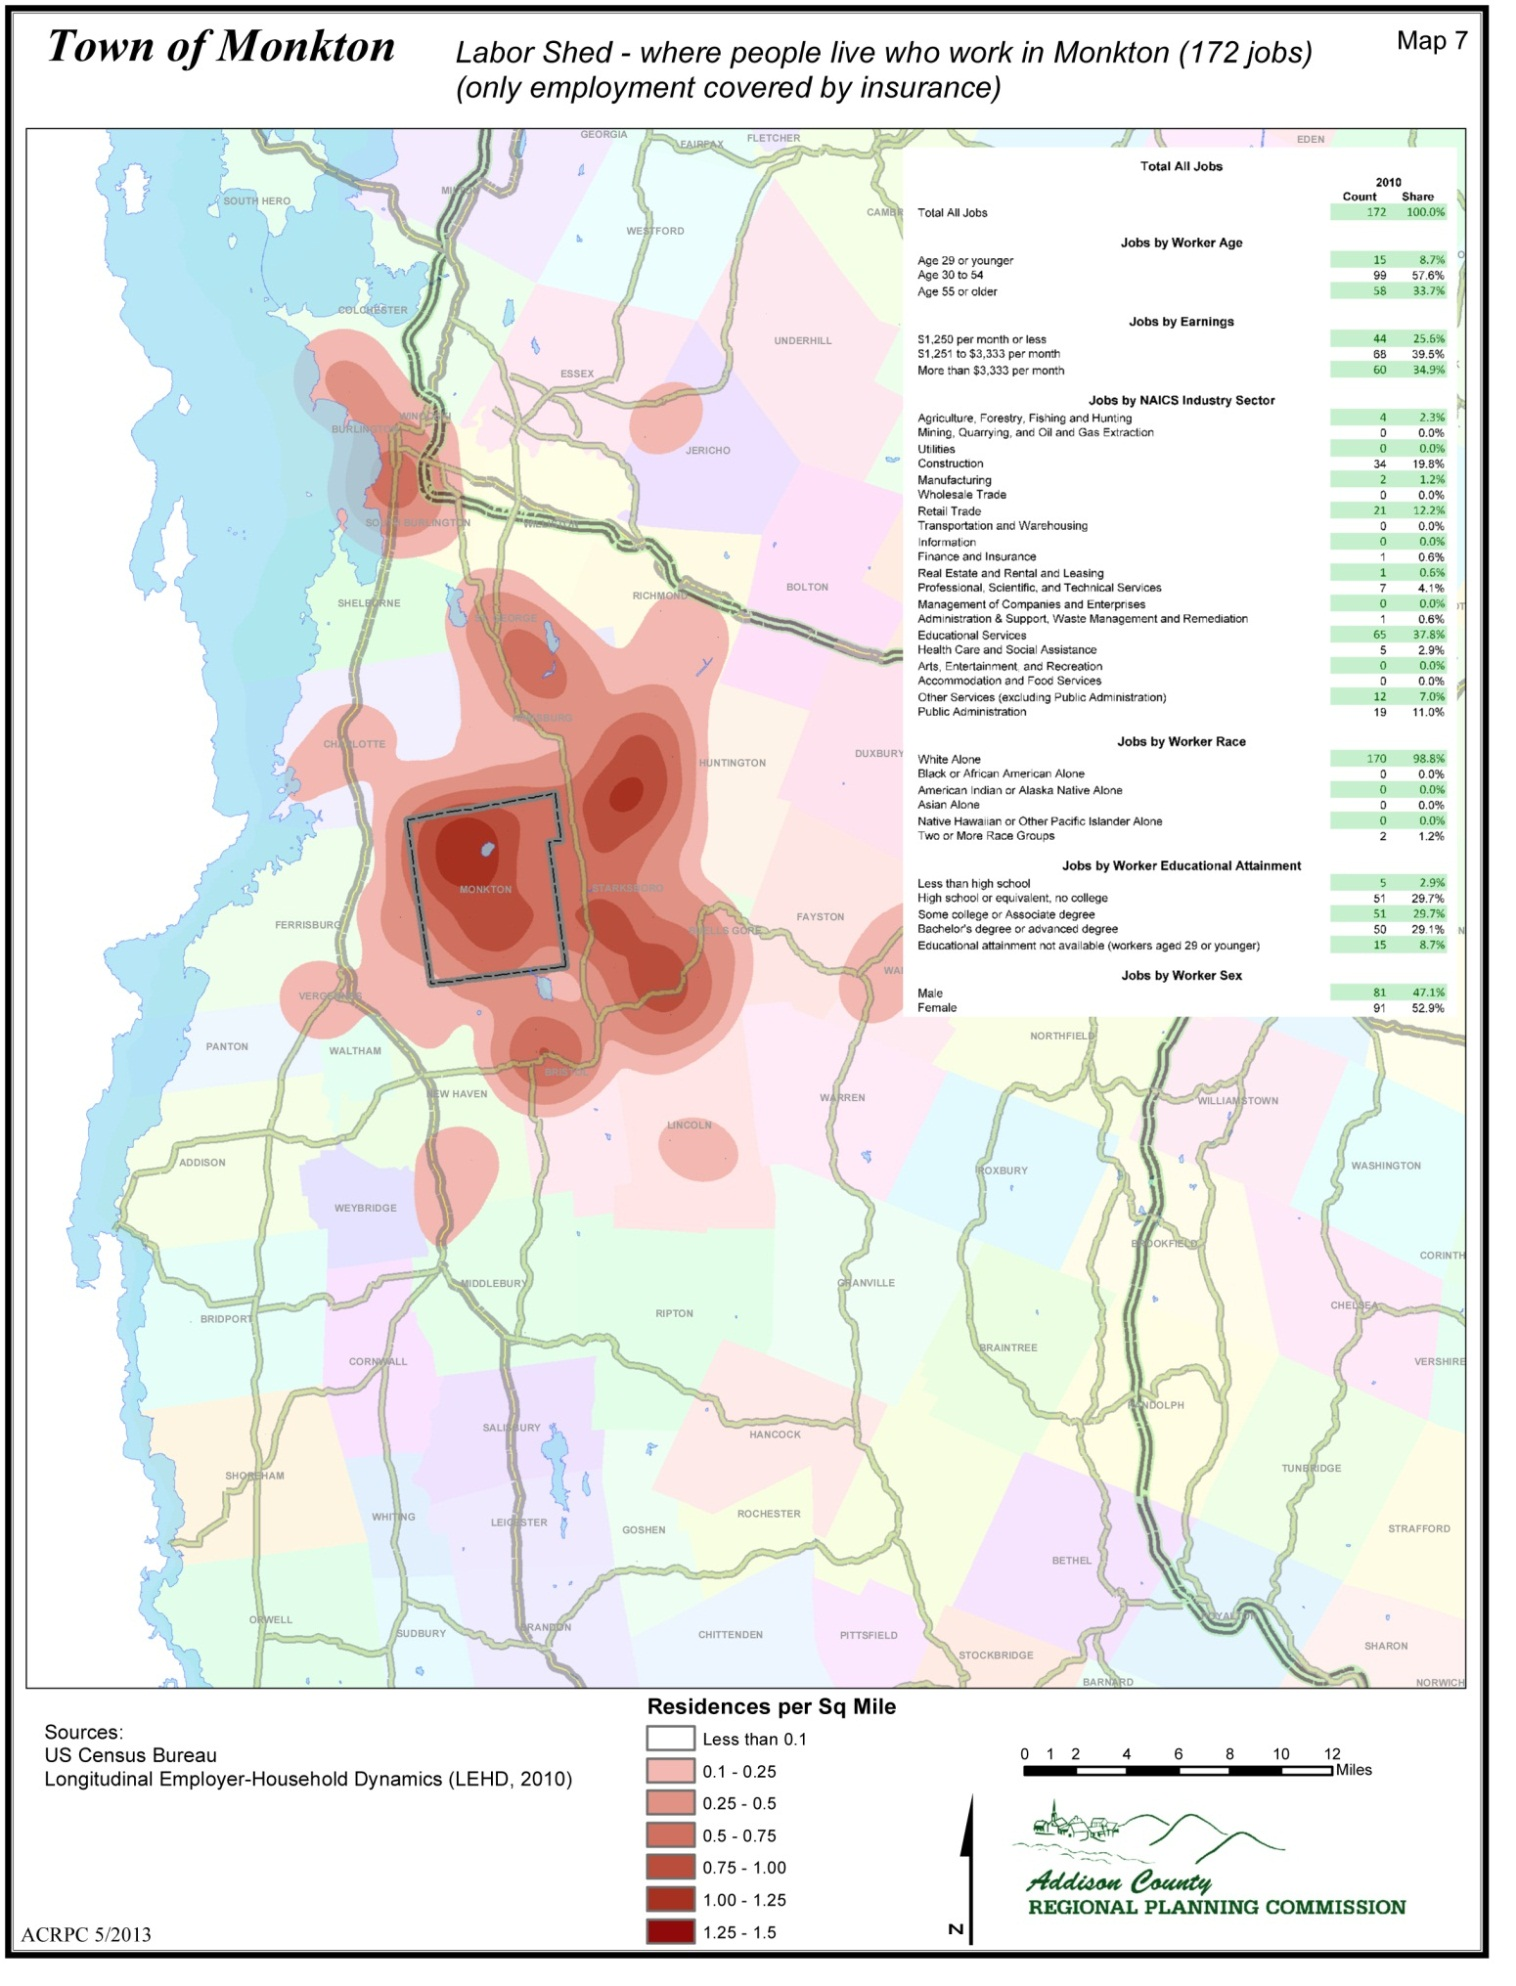 Town of Monkton
Labor Shed - where people live who work in Monkton (172 jobs)
(only employment covered by insurance)
Map 7
GEORGIA
FAIRFAX
FLETCHER
EDEN
SOUTH HERO
WESTFORD
COLCHESTER
UNDERHILL
ESSEX
WINOOSKI
BURLINGTON
JERICHO
SOUTH BURLINGTON
BOLTON
RICHMOND
SHELBURNE
ST. GEORGE
HINESBURG
CHARLOTTE
HUNTINGTON
DUXBURY
MONKTON
STARKSBORO
FERRISBURG
FAYSTON
BUELLS GORE
VERGENNES
PANTON
WALTHAM
BRISTOL
NEW HAVEN
WARREN
NORTHFIELD
WILLIAMSTOWN
LINCOLN
ADDISON
ROXBURY
WASHINGTON
WEYBRIDGE
BROOKFIELD
CORINTH
MIDDLEBURY
GRANVILLE
BRIDPORT
RIPTON
CHELSEA
BRAINTREE
CORNWALL
VERSHIRE
RANDOLPH
SALISBURY
HANCOCK
SHOREHAM
TUNBRIDGE
WHITING
LEICESTER
GOSHEN
ROCHESTER
STRAFFORD
BETHEL
ORWELL
SUDBURY
BRANDON
CHITTENDEN
PITTSFIELD
ROYALTON
STOCKBRIDGE
SHARON
BARNARD
NORWICH
Total All Jobs
2010
Count Share
Total All Jobs 172 100.0%
Jobs by Worker Age
Age 29 or younger 15 8.7%
Age 30 to 54 99 57.6%
Age 55 or older 58 33.7%
Jobs by Earnings
$1,250 per month or less 44 25.6%
$1,251 to $3,333 per month 68 39.5%
More than $3,333 per month 60 34.9%
Jobs by NAICS Industry Sector
Agriculture, Forestry, Fishing and Hunting 4 2.3%
Mining, Quarrying, and Oil and Gas Extraction 0 0.0%
Utilities 0 0.0%
Construction 34 19.8%
Manufacturing 2 1.2%
Wholesale Trade 0 0.0%
Retail Trade 21 12.2%
Transportation and Warehousing 0 0.0%
Information 0 0.0%
Finance and Insurance 1 0.6%
Real Estate and Rental and Leasing 1 0.6%
Professional, Scientific, and Technical Services 7 4.1%
Management of Companies and Enterprises 0 0.0%
Administration & Support, Waste Management and Remediation 1 0.6%
Educational Services 65 37.8%
Health Care and Social Assistance 5 2.9%
Arts, Entertainment, and Recreation 0 0.0%
Accommodation and Food Services 0 0.0%
Other Services (excluding Public Administration) 12 7.0%
Public Administration 19 11.0%
Jobs by Worker Race
White Alone 170 98.8%
Black or African American Alone 0 0.0%
American Indian or Alaska Native Alone 0 0.0%
Asian Alone 0 0.0%
Native Hawaiian or Other Pacific Islander Alone 0 0.0%
Two or More Race Groups 2 1.2%
Jobs by Worker Educational Attainment
Less than high school 5 2.9%
High school or equivalent, no college 51 29.7%
Some college or Associate degree 51 29.7%
Bachelor's degree or advanced degree 50 29.1%
Educational attainment not available (workers aged 29 or younger) 15 8.7%
Jobs by Worker Sex
Male 81 47.1%
Female 91 52.9%
Sources:
US Census Bureau
Longitudinal Employer-Household Dynamics (LEHD, 2010)
ACRPC 5/2013
Residences per Sq Mile
Less than 0.1
0.1 - 0.25
0.25 - 0.5
0.5 - 0.75
0.75 - 1.00
1.00 - 1.25
1.25 - 1.5
0 1 2 4 6 8 10 12
Miles
N
Addison County
REGIONAL PLANNING COMMISSION